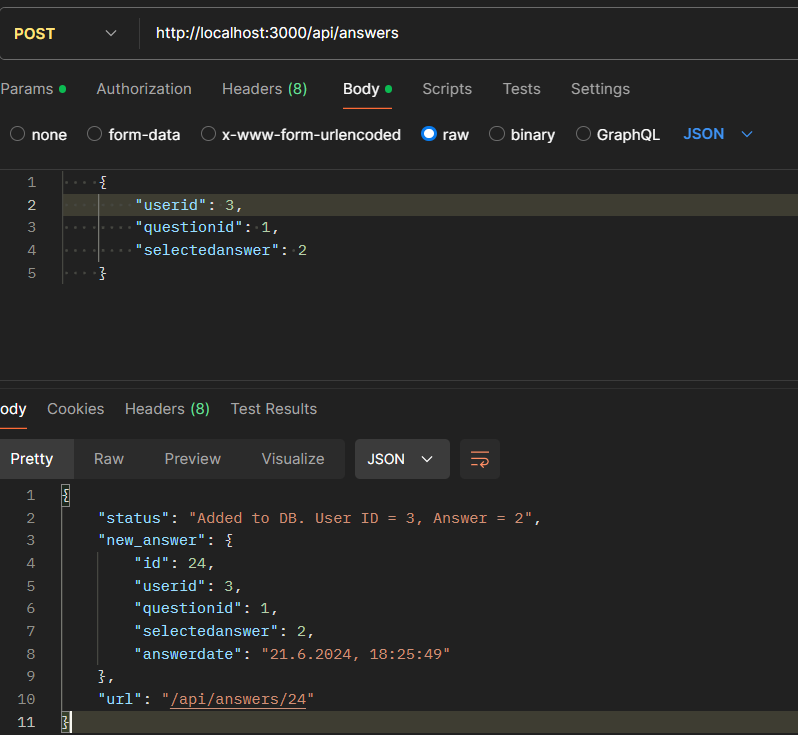 POST http://localhost:3000/api/answers
Params Authorization Headers (8) Body Scripts Tests Settings
none form-data x-www-form-urlencoded raw binary GraphQL JSON
1 {
2 "userid": 3,
3 "questionid": 1,
4 "selectedanswer": 2
5 }
ody Cookies Headers (8) Test Results
Pretty Raw Preview Visualize JSON
1 {
2 "status": "Added to DB. User ID = 3, Answer = 2",
3 "new_answer": {
4 "id": 24,
5 "userid": 3,
6 "questionid": 1,
7 "selectedanswer": 2,
8 "answerdate": "21.6.2024, 18:25:49"
9 },
10 "url": "/api/answers/24"
11 }